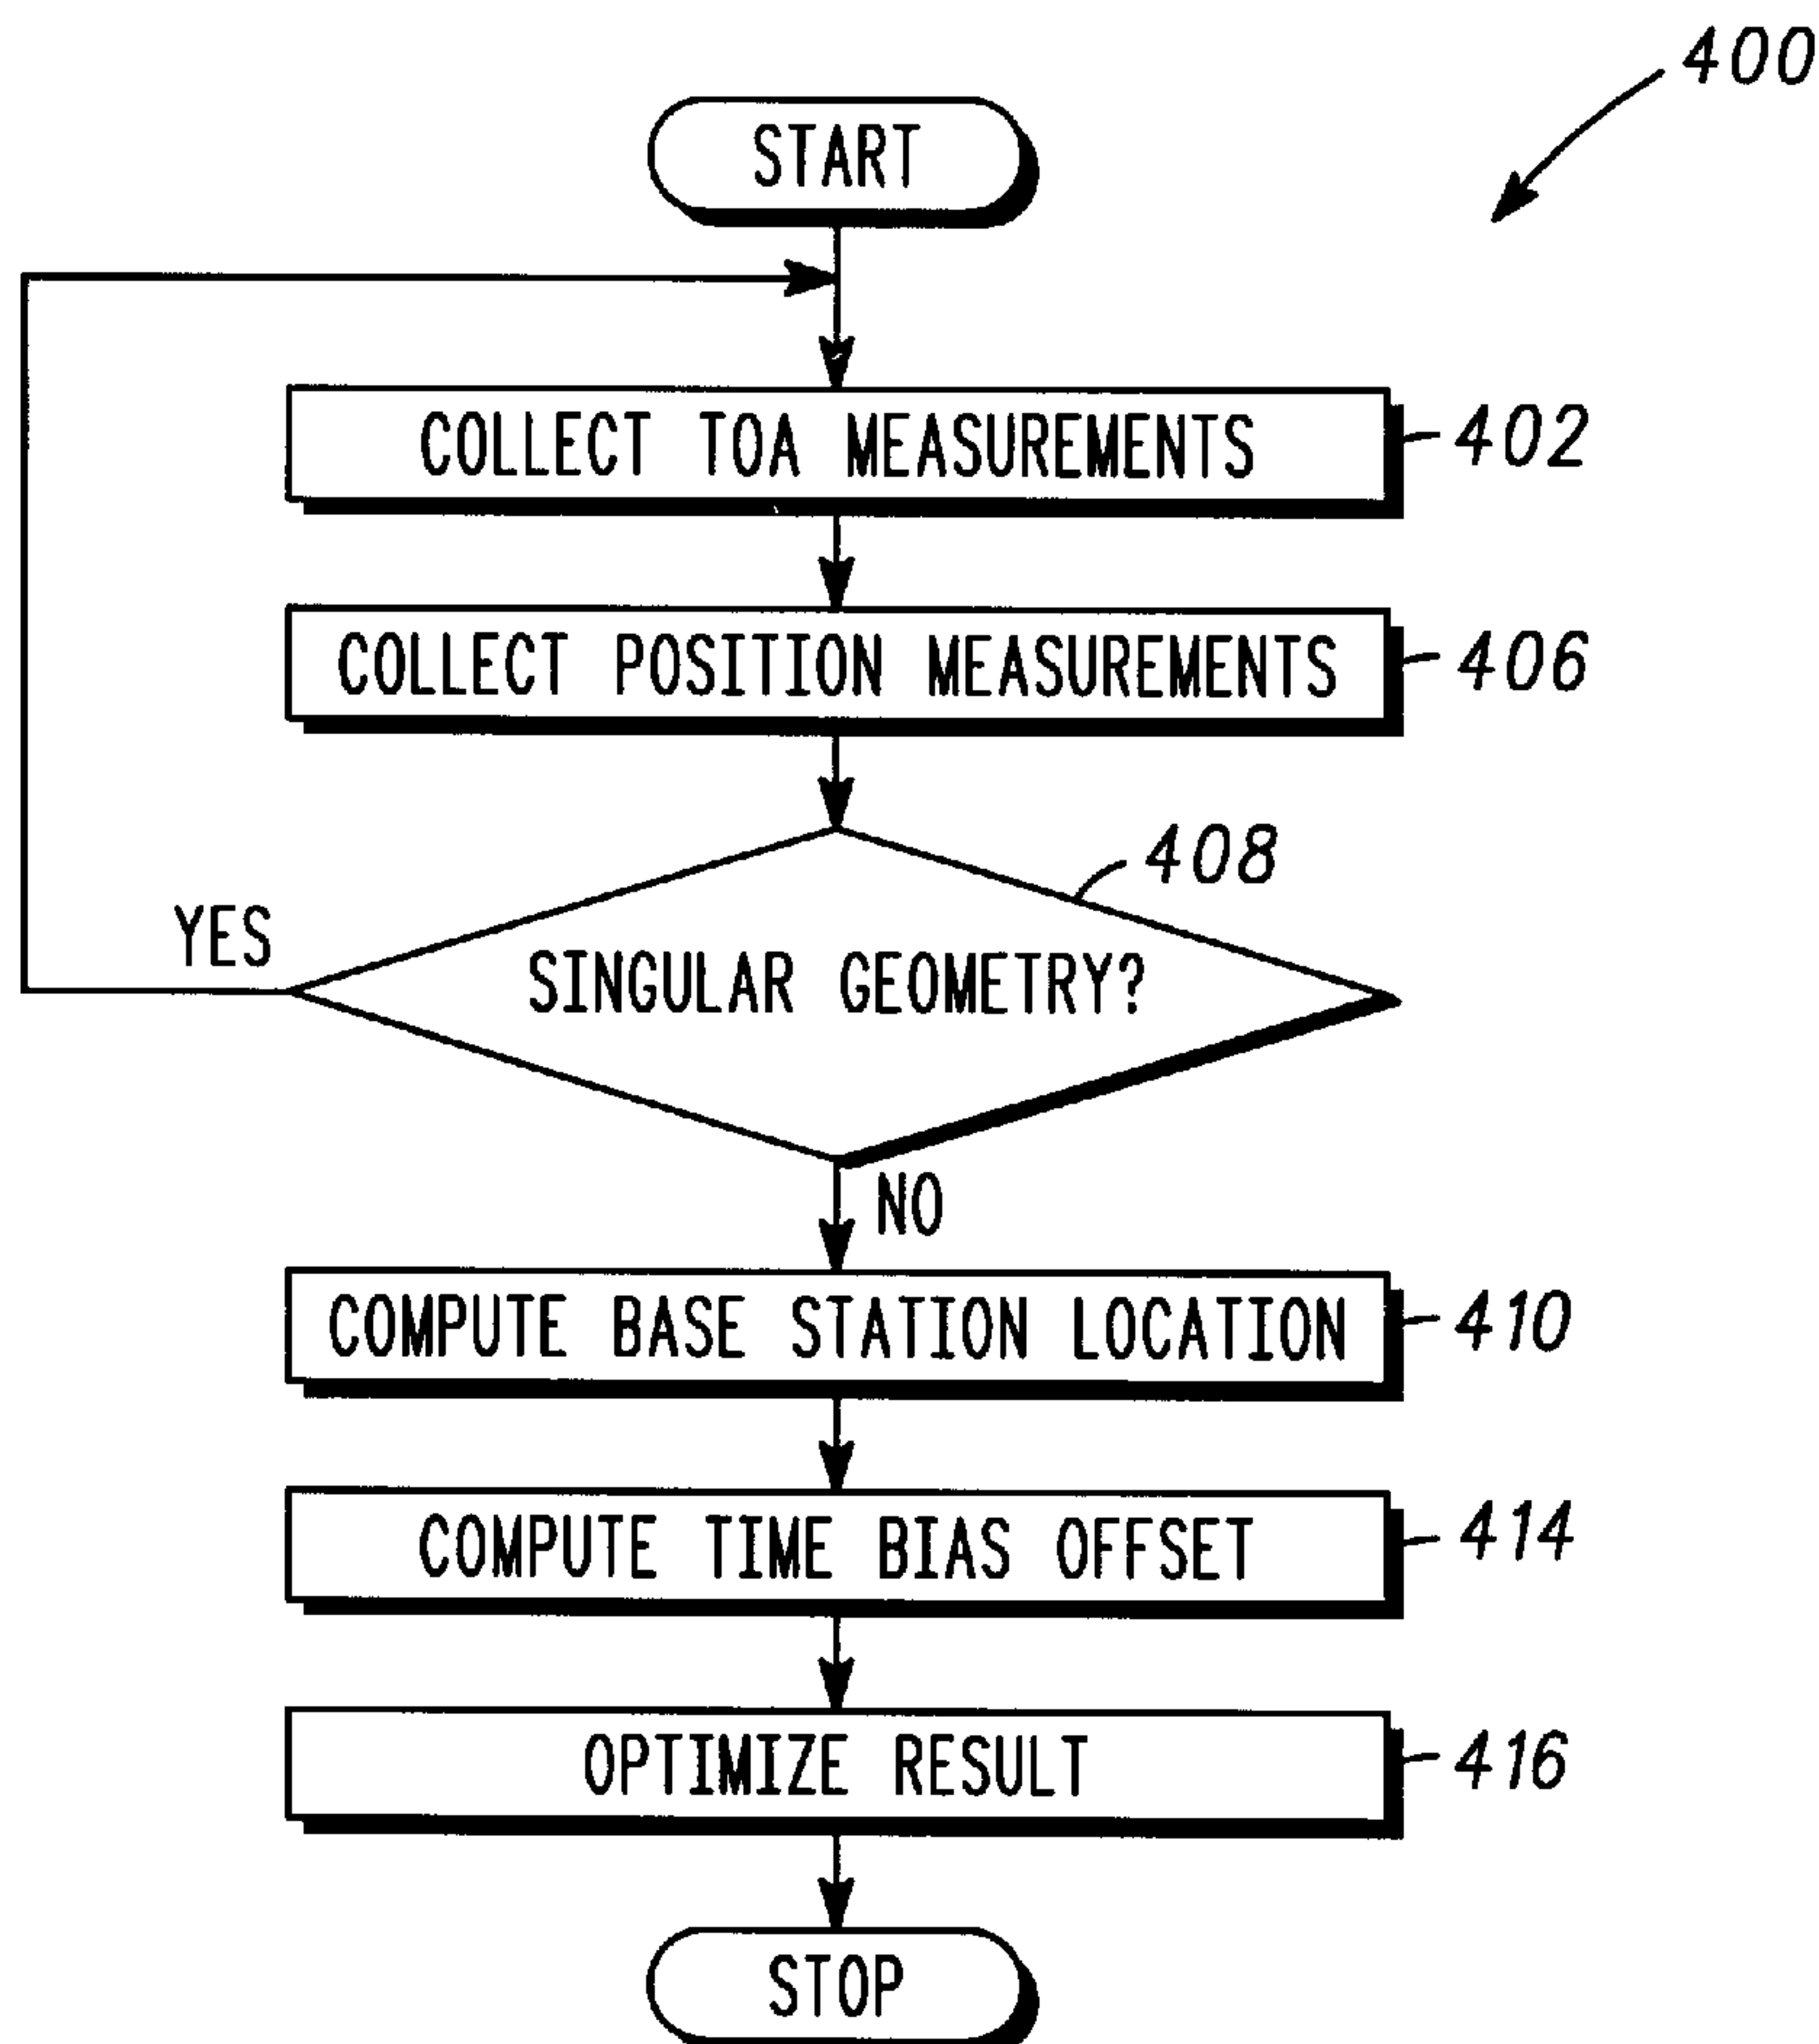 400
START
COLLECT TOA MEASUREMENTS
402
COLLECT POSITION MEASUREMENTS
406
408
YES
SINGULAR GEOMETRY?
NO
COMPUTE BASE STATION LOCATION
410
COMPUTE TIME BIAS OFFSET
414
OPTIMIZE RESULT
416
STOP